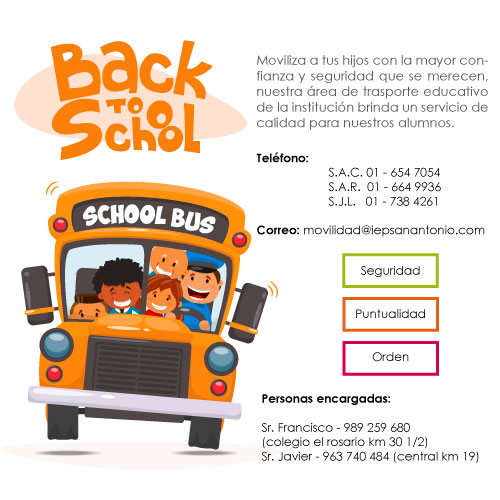 Back
TO
School
Moviliza a tus hijos con la mayor con-
fianza y seguridad que se merecen,
nuestra área de trasporte educativo
de la institución brinda un servicio de
calidad para nuestros alumnos.
Teléfono:
S.A.C. 01 - 654 7054
S.A.R. 01 - 664 9936
S.J.L. 01 - 738 4261
Correo: movilidad@iepsanantonio.com
SCHOOL BUS
Seguridad
Puntualidad
Orden
Personas encargadas:
Sr. Francisco - 989 259 680
(colegio el rosario km 30 1/2)
Sr. Javier - 963 740 484 (central km 19)